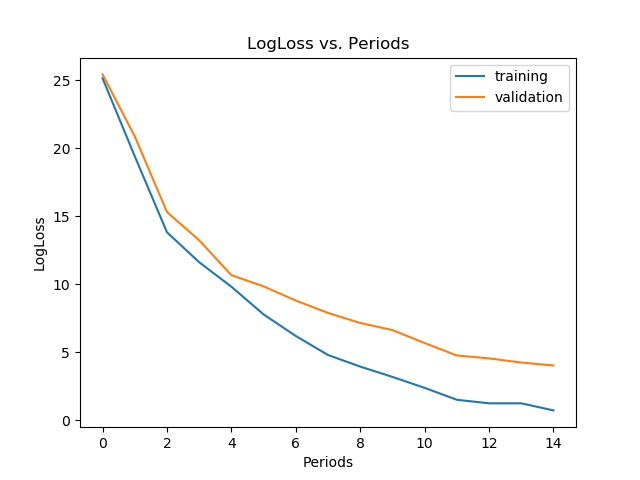 LogLoss vs. Periods
training
validation
25
20
15
10
5
0
LogLoss
0 2 4 6 8 10 12 14
Periods